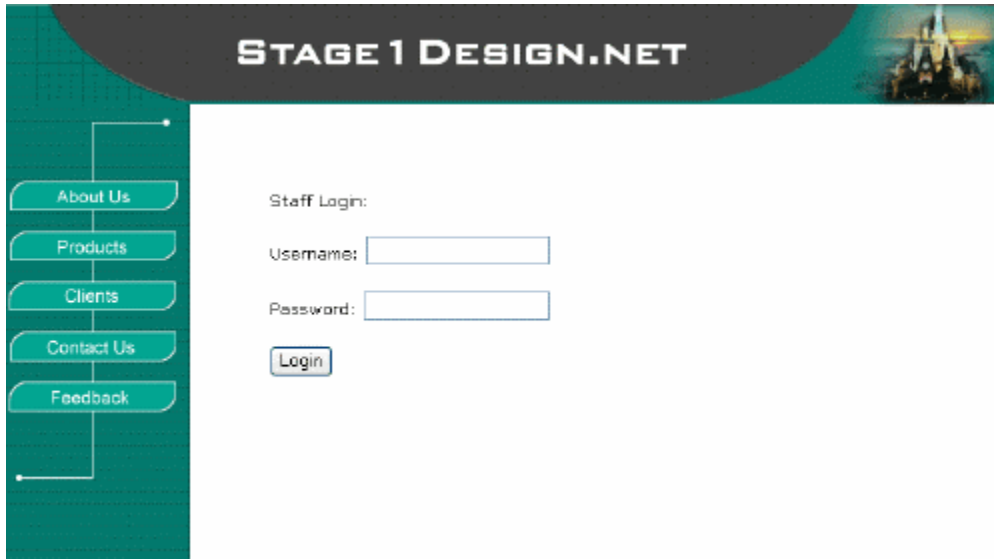 STAGE1DESIGN.NET
About Us
Products
Clients
Contact Us
Feedback
Staff Login:
Username:
Password:
Login